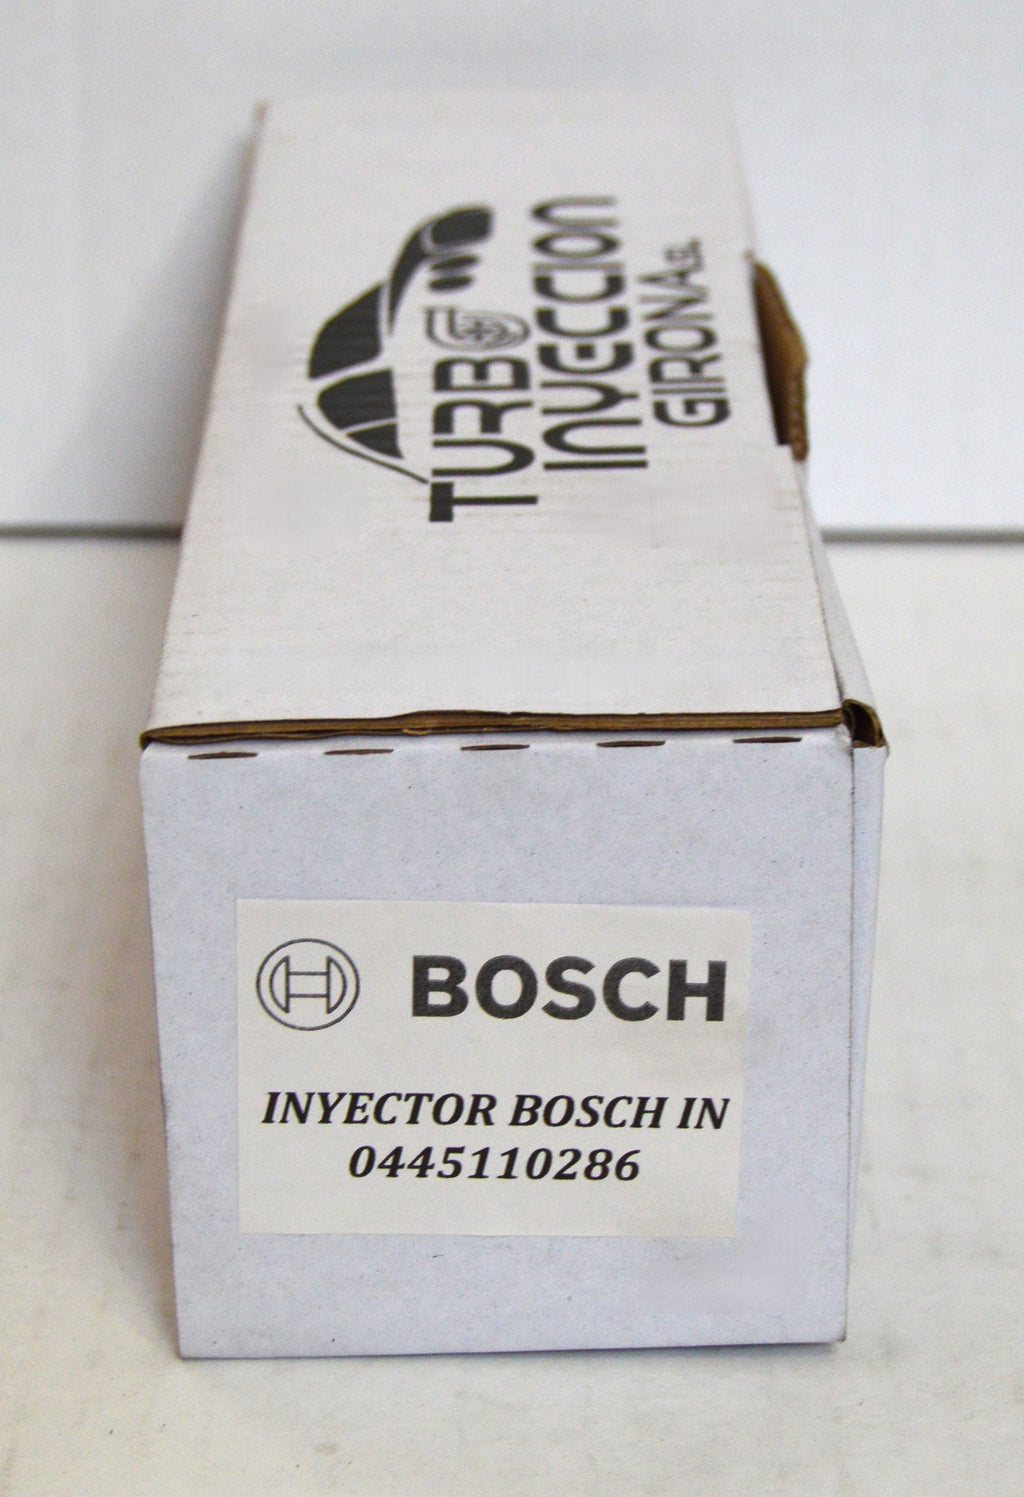 TURBO
INYECCION
GIRONA S.L.
BOSCH
INYECTOR BOSCH IN
0445110286